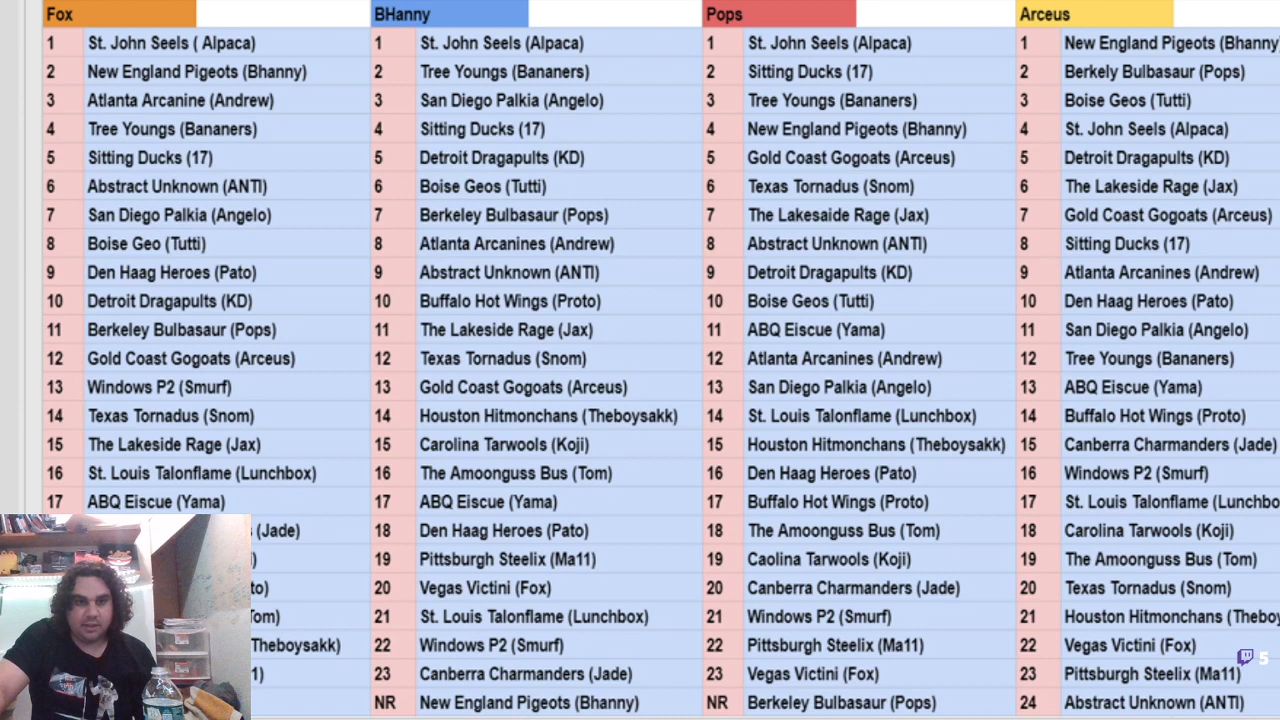 Fox BHanny Pops Arceus
1 St. John Seels ( Alpaca) 1 St. John Seels (Alpaca) 1 St. John Seels (Alpaca) 1 New England Pigeots (Bhanny)
2 New England Pigeots (Bhanny) 2 Tree Youngs (Bananers) 2 Sitting Ducks (17) 2 Berkely Bulbasaur (Pops)
3 Atlanta Arcanine (Andrew) 3 San Diego Palkia (Angelo) 3 Tree Youngs (Bananers) 3 Boise Geos (Tutti)
4 Tree Youngs (Bananers) 4 Sitting Ducks (17) 4 New England Pigeots (Bhanny) 4 St. John Seels (Alpaca)
5 Sitting Ducks (17) 5 Detroit Dragapults (KD) 5 Gold Coast Gogoats (Arceus) 5 Detroit Dragapults (KD)
6 Abstract Unknown (ANTI) 6 Boise Geos (Tutti) 6 Texas Tornadus (Snom) 6 The Lakeside Rage (Jax)
7 San Diego Palkia (Angelo) 7 Berkeley Bulbasaur (Pops) 7 The Lakesaide Rage (Jax) 7 Gold Coast Gogoats (Arceus)
8 Boise Geo (Tutti) 8 Atlanta Arcanines (Andrew) 8 Abstract Unknown (ANTI) 8 Sitting Ducks (17)
9 Den Haag Heroes (Pato) 9 Abstract Unknown (ANTI) 9 Detroit Dragapults (KD) 9 Atlanta Arcanines (Andrew)
10 Detroit Dragapults (KD) 10 Buffalo Hot Wings (Proto) 10 Boise Geos (Tutti) 10 Den Haag Heroes (Pato)
11 Berkeley Bulbasaur (Pops) 11 The Lakeside Rage (Jax) 11 ABQ Eiscue (Yama) 11 San Diego Palkia (Angelo)
12 Gold Coast Gogoats (Arceus) 12 Texas Tornadus (Snom) 12 Atlanta Arcanines (Andrew) 12 Tree Youngs (Bananers)
13 Windows P2 (Smurf) 13 Gold Coast Gogoats (Arceus) 13 San Diego Palkia (Angelo) 13 ABQ Eiscue (Yama)
14 Texas Tornadus (Snom) 14 Houston Hitmonchans (Theboysakk) 14 St. Louis Talonflame (Lunchbox) 14 Buffalo Hot Wings (Proto)
15 The Lakeside Rage (Jax) 15 Carolina Tarwools (Koji) 15 Houston Hitmonchans (Theboysakk) 15 Canberra Charmanders (Jade)
16 St. Louis Talonflame (Lunchbox) 16 The Amoonguss Bus (Tom) 16 Den Haag Heroes (Pato) 16 Windows P2 (Smurf)
17 ABQ Eiscue (Yama) 17 ABQ Eiscue (Yama) 17 Buffalo Hot Wings (Proto) 17 St. Louis Talonflame (Lunchbo
(Jade) 18 Den Haag Heroes (Pato) 18 The Amoonguss Bus (Tom) 18 Carolina Tarwools (Koji)
) 19 Pittsburgh Steelix (Ma11) 19 Caolina Tarwools (Koji) 19 The Amoonguss Bus (Tom)
to) 20 Vegas Victini (Fox) 20 Canberra Charmanders (Jade) 20 Texas Tornadus (Snom)
Tom) 21 St. Louis Talonflame (Lunchbox) 21 Windows P2 (Smurf) 21 Houston Hitmonchans (Theboy
Theboysakk) 22 Windows P2 (Smurf) 22 Pittsburgh Steelix (Ma11) 22 Vegas Victini (Fox) 5
1) 23 Canberra Charmanders (Jade) 23 Vegas Victini (Fox) 23 Pittsburgh Steelix (Ma11)
NR New England Pigeots (Bhanny) NR Berkeley Bulbasaur (Pops) 24 Abstract Unknown (ANTI)